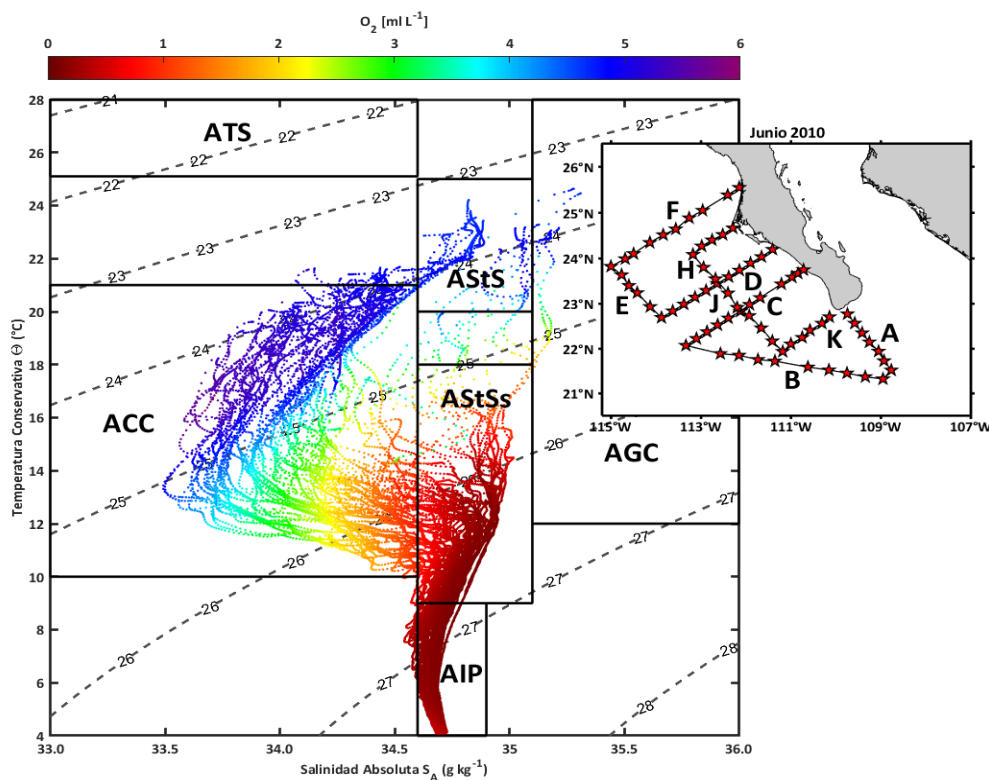 O2 [ml L-1]
0 1 2 3 4 5 6
28
26
24
22
20
18
16
14
12
10
8
6
4
Temperatura Conservativa Θ (°C)
33.0 33.5 34.0 34.5 35 35.5 36.0
Salinidad Absoluta SA (g kg-1)
ATS
ACC
AStS
AStSs
AIP
AGC
21
22
22
22
23
23
23
23
23
24
24
24
24
25
25
25
25
26
26
26
26
27
27
27
27
28
28
Junio 2010
26°N
25°N
24°N
23°N
22°N
21°N
115°W 113°W 111°W 109°W 107°W
F
H
D
E
J
C
K
A
B